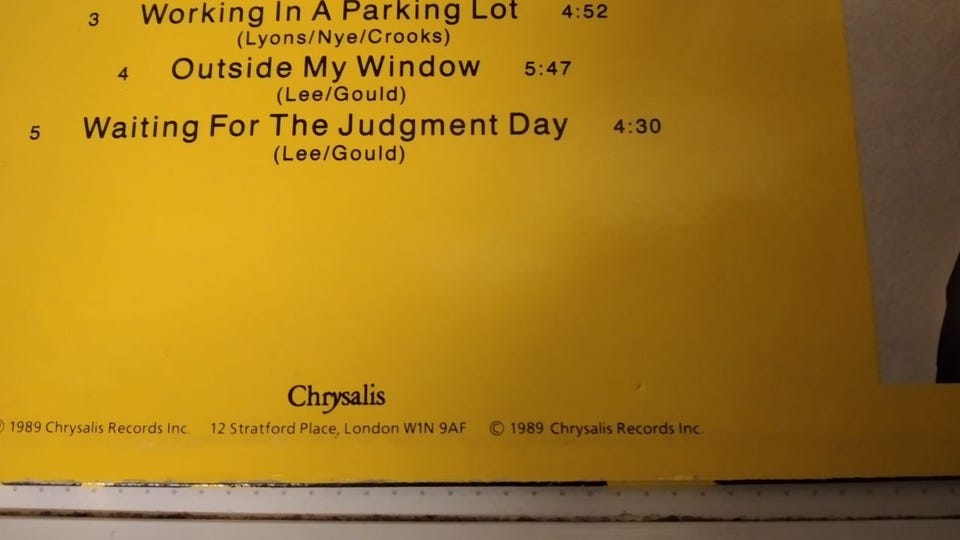 3 Working In A Parking Lot 4:52
(Lyons/Nye/Crooks)
4 Outside My Window 5:47
(Lee/Gould)
5 Waiting For The Judgment Day 4:30
(Lee/Gould)
Chrysalis
℗ 1989 Chrysalis Records Inc. 12 Stratford Place, London W1N 9AF © 1989 Chrysalis Records Inc.